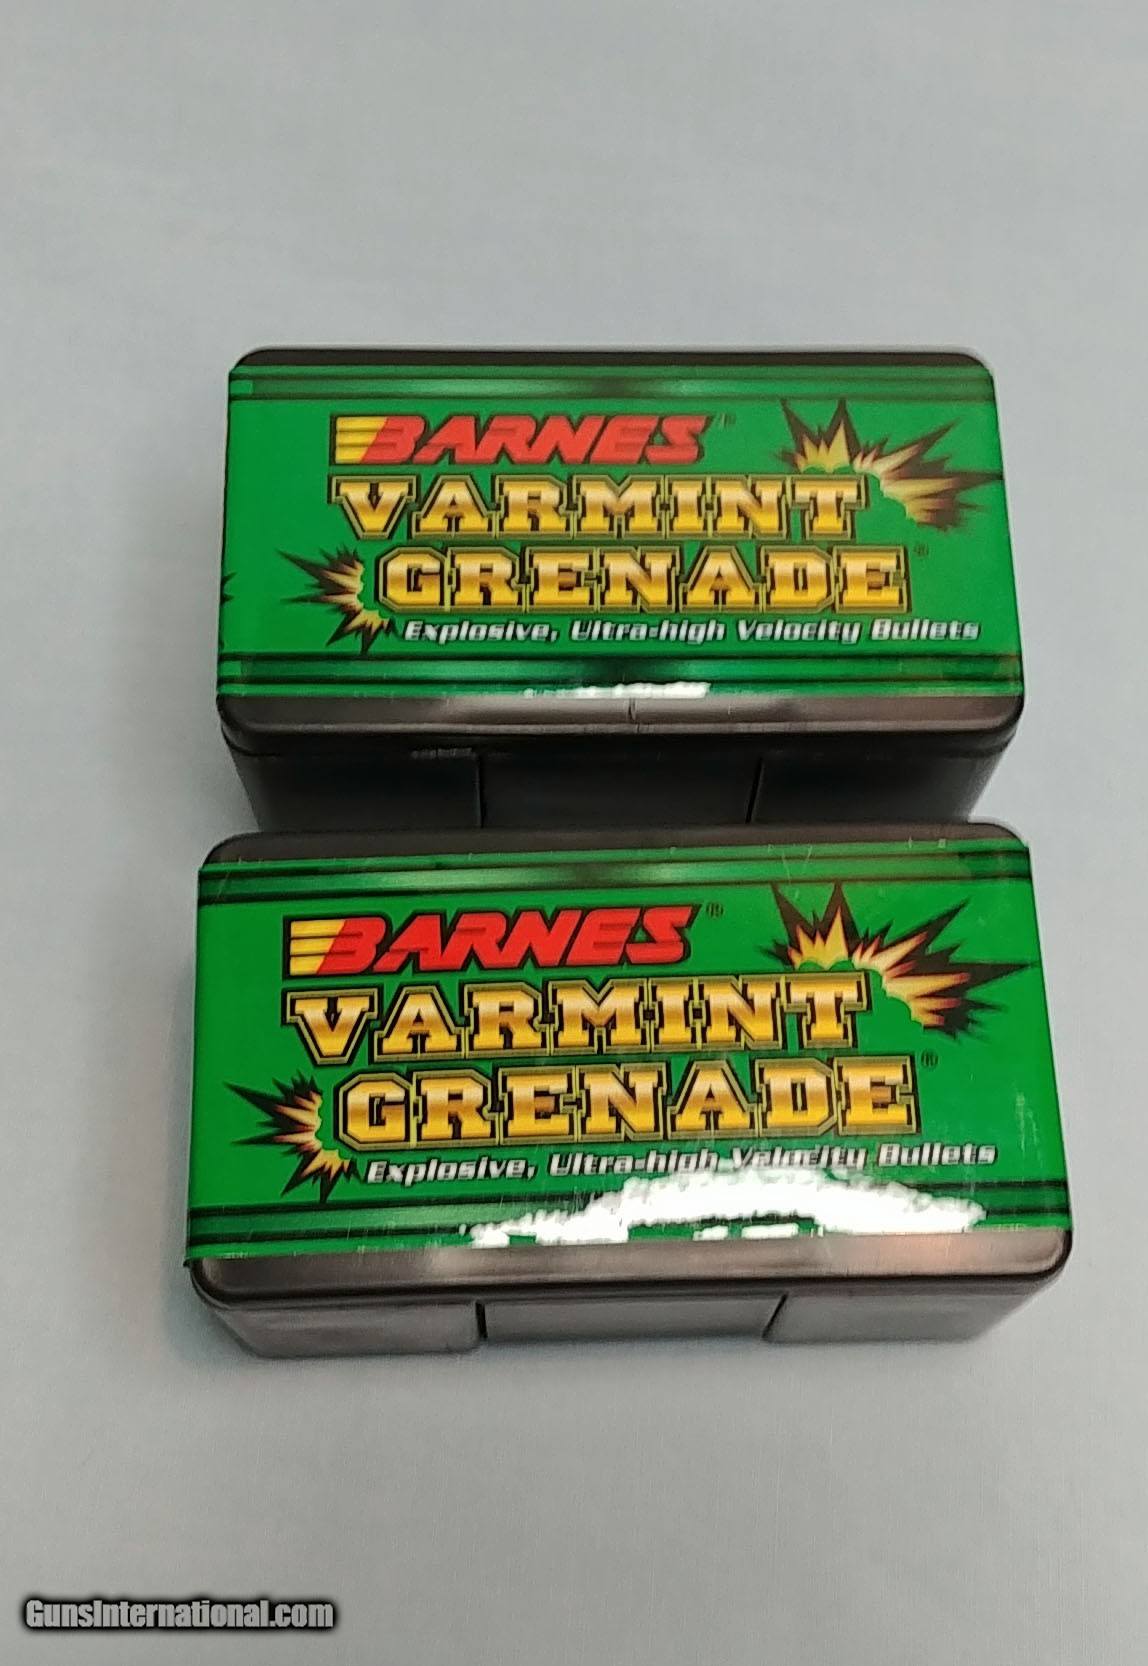 BARNES®
VARMINT
GRENADE®
Explosive, Ultra-high Velocity Bullets
BARNES®
VARMINT
GRENADE®
Explosive, Ultra-high Velocity Bullets
GunsInternational.com